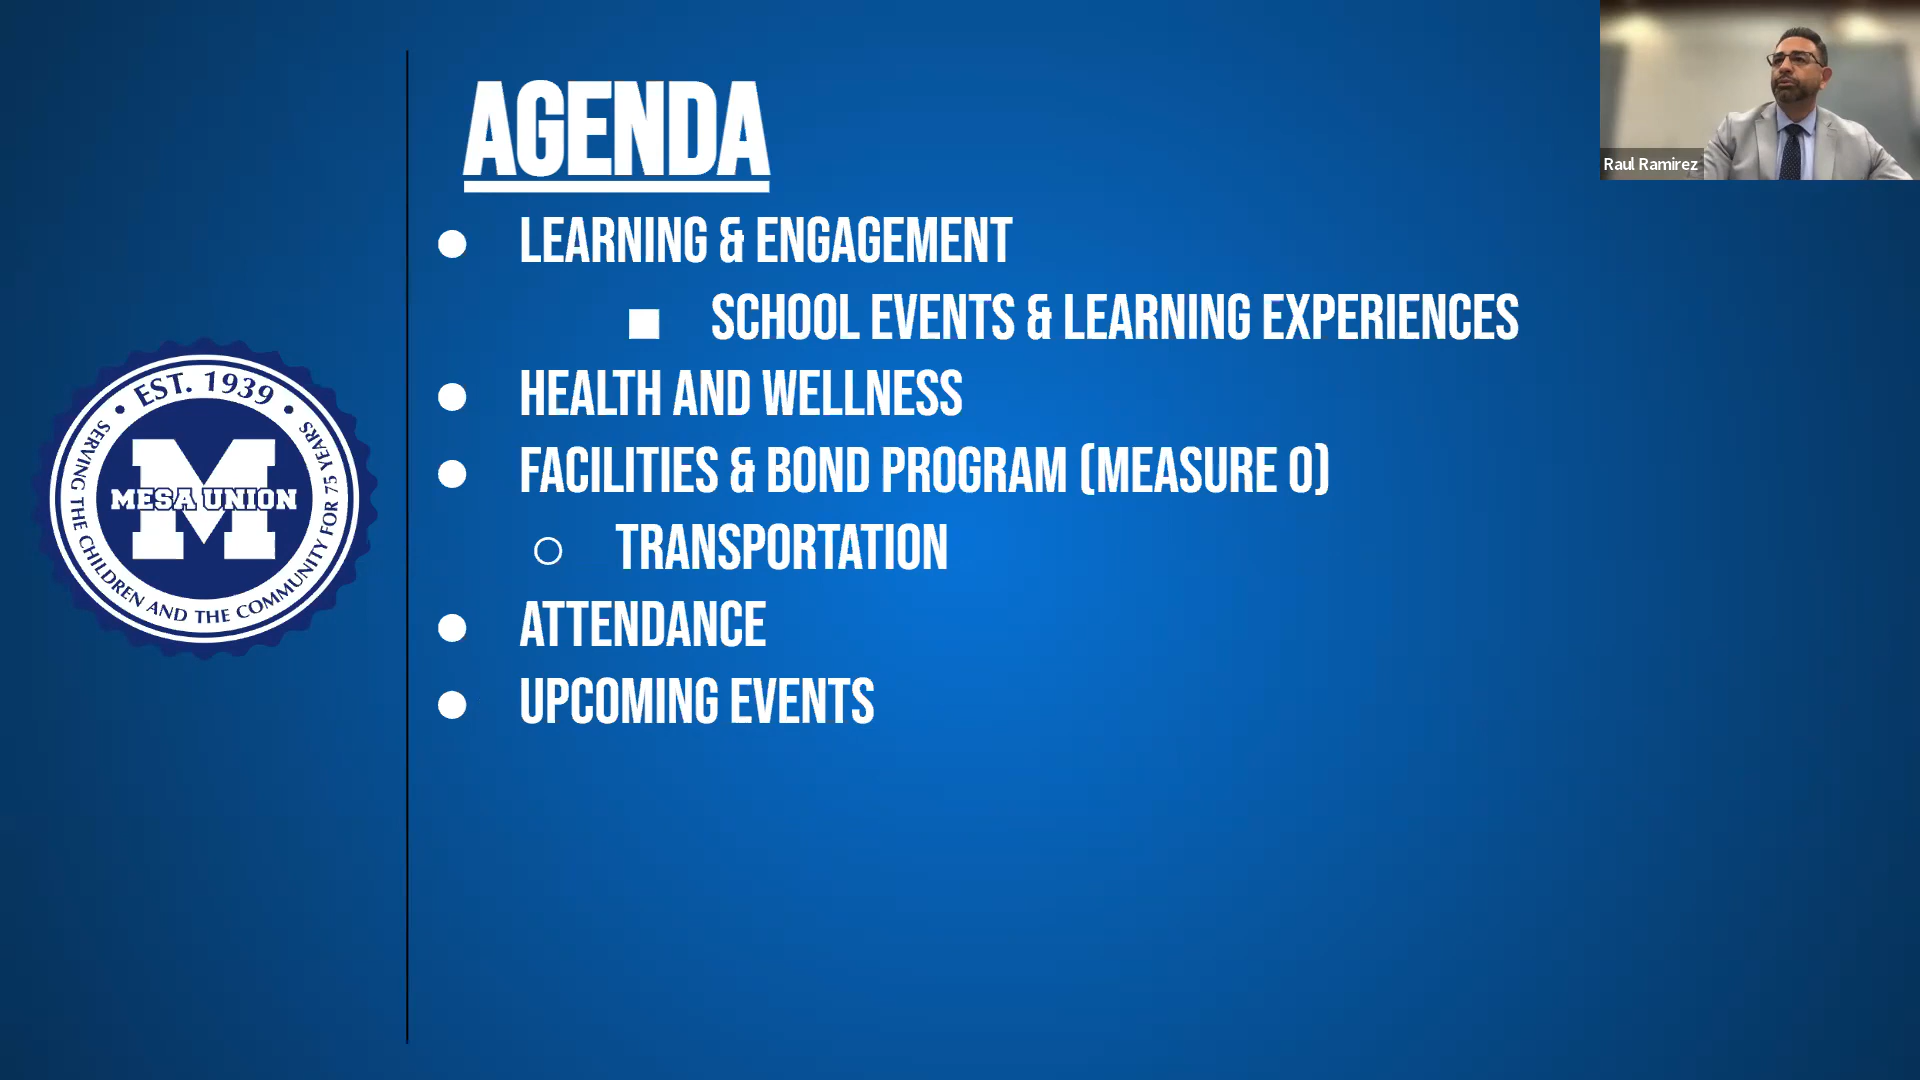 AGENDA
● LEARNING & ENGAGEMENT
■ SCHOOL EVENTS & LEARNING EXPERIENCES
● HEALTH AND WELLNESS
● FACILITIES & BOND PROGRAM (MEASURE O)
○ TRANSPORTATION
● ATTENDANCE
● UPCOMING EVENTS
• EST. 1939 •
MESA UNION
M
SERVING THE CHILDREN AND THE COMMUNITY FOR 75 YEARS
Raul Ramirez